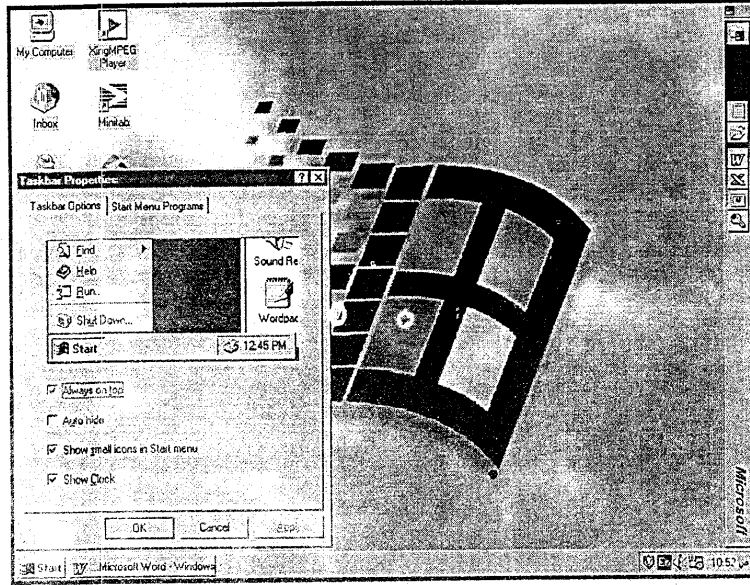 My Computer
XingMPEG
Player
Inbox
Minilab
Taskbar Properties
? X
Taskbar Options
Start Menu Programs
Find
Help
Run...
Shut Down...
Start
12:45 PM
Sound Re
Wordpad
Always on top
Auto hide
Show small icons in Start menu
Show Clock
OK
Cancel
Apply
Microsoft
Start
Microsoft Word - Windows